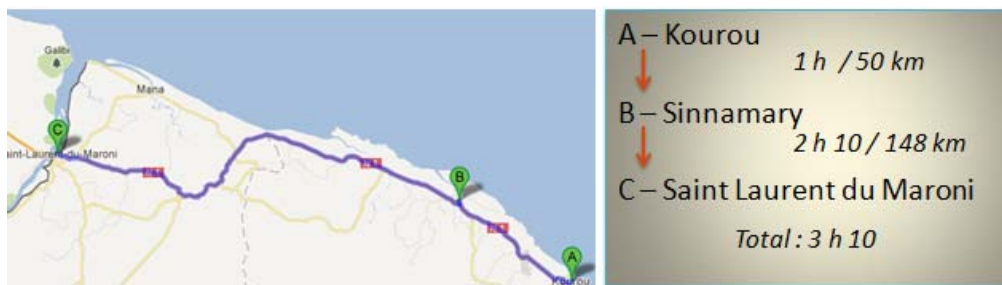 Galibi
Mana
C
aint-Laurent-du-Maroni
B
A
Kourou
A – Kourou
1 h / 50 km
B – Sinnamary
2 h 10 / 148 km
C – Saint Laurent du Maroni
Total : 3 h 10